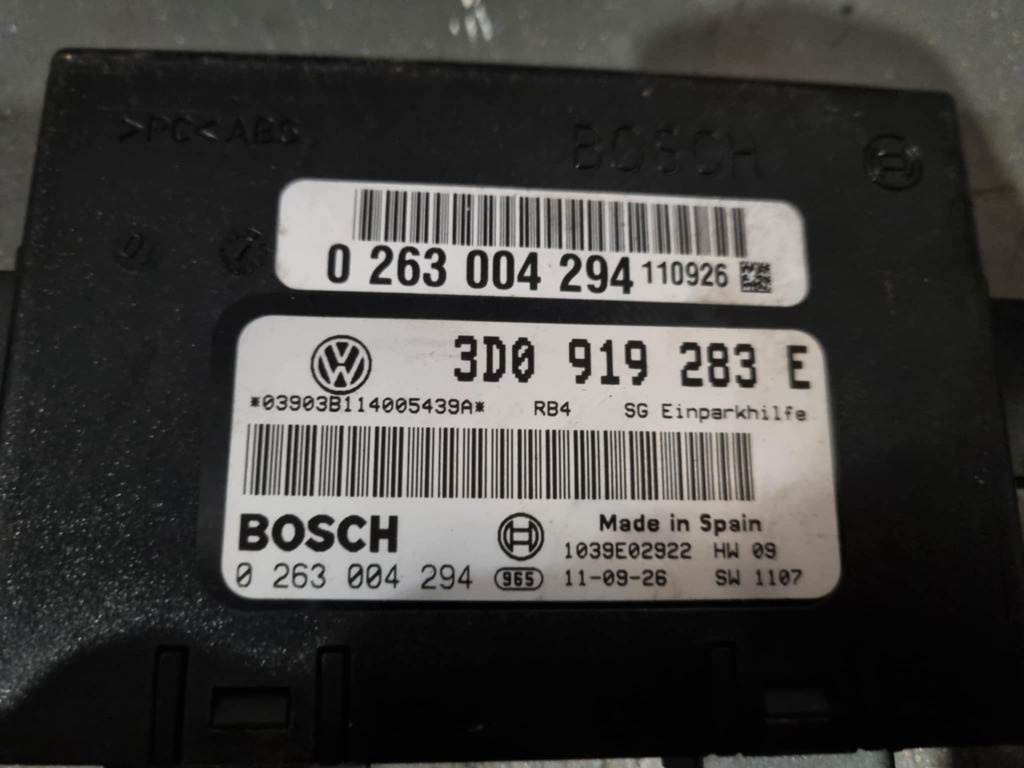 >PC<ABS
BOSCH
0 263 004 294 110926
3D0 919 283 E
*03903B114005439A* RB4 SG Einparkhilfe
BOSCH
Made in Spain
1039E02922 HW 09
0 263 004 294 965 11-09-26 SW 1107